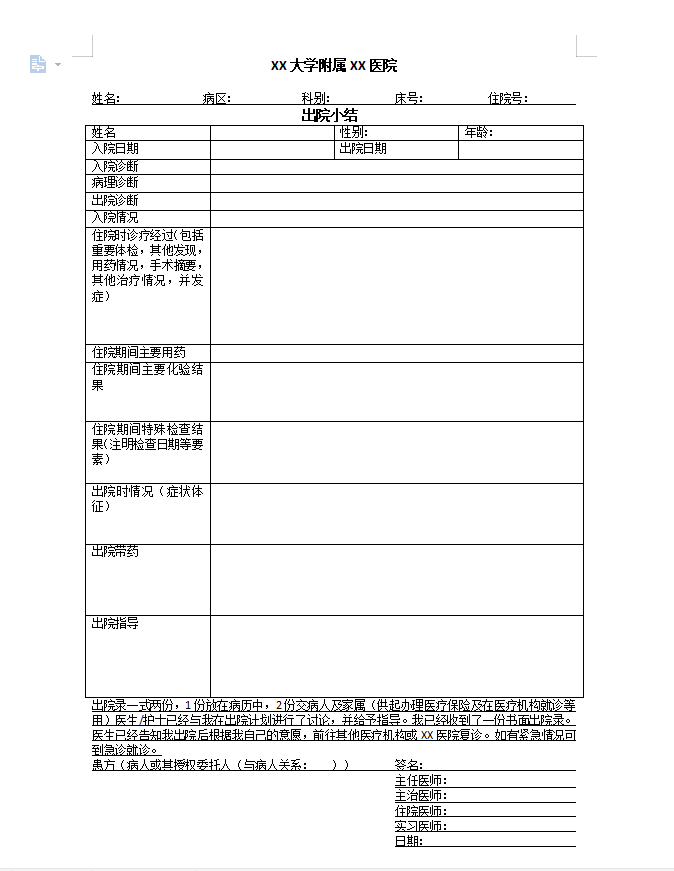 XX 大学附属 XX 医院
姓名： 病区： 科别： 床号： 住院号：
出院小结
姓名 性别： 年龄：
入院日期 出院日期
入院诊断
病理诊断
出院诊断
入院情况
住院时诊疗经过（包括
重要体检，其他发现，
用药情况，手术摘要，
其他治疗情况，并发
症）
住院期间主要用药
住院期间主要化验结
果
住院期间特殊检查结
果（注明检查日期等要
素）
出院时情况（症状体
征）
出院带药
出院指导
出院录一式两份，1 份放在病历中，2 份交病人及家属（供起办理医疗保险及在医疗机构就诊等
用）医生/护士已经与我在出院计划进行了讨论，并给予指导。我已经收到了一份书面出院录。
医生已经告知我出院后根据我自己的意愿，前往其他医疗机构或 XX 医院复诊。如有紧急情况可
到急诊就诊。
患方（病人或其授权委托人（与病人关系： ）） 签名：
主任医师：
主治医师：
住院医师：
实习医师：
日期：